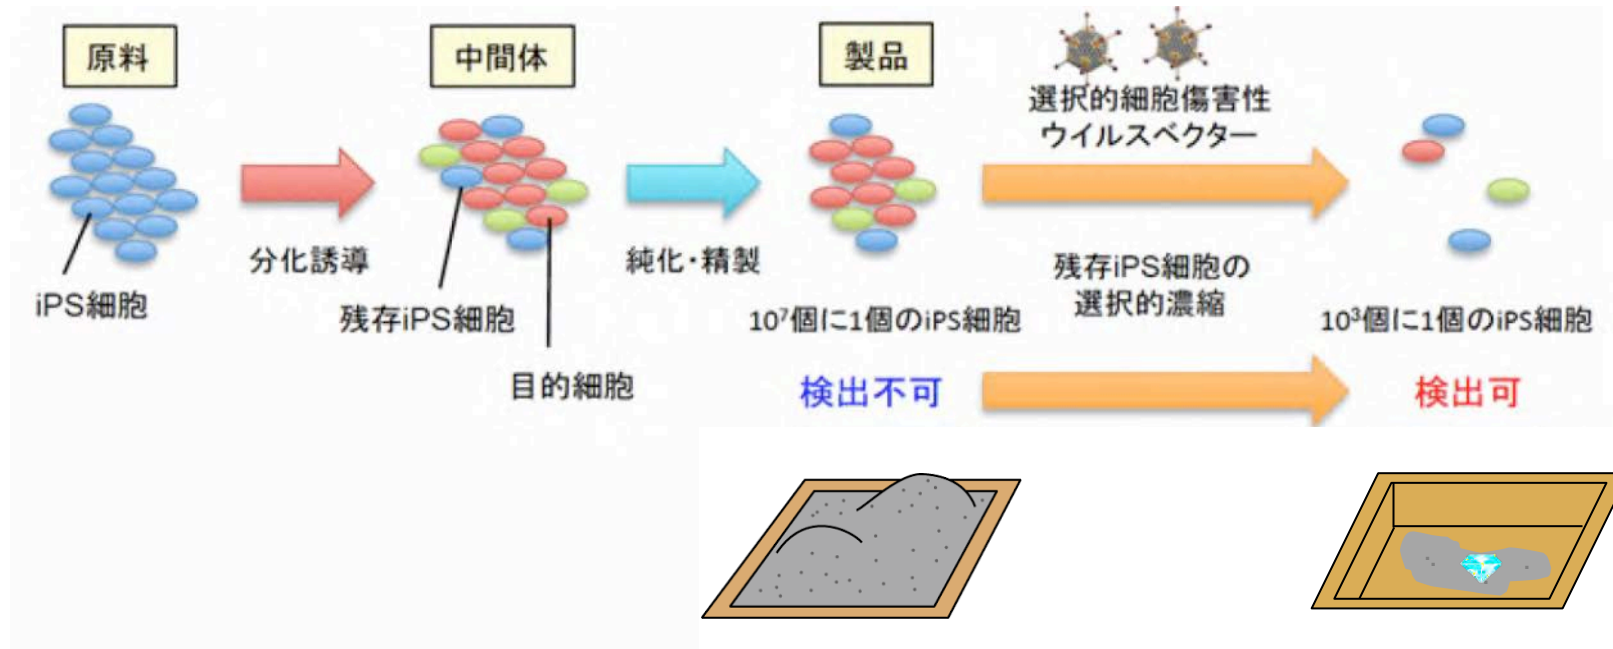 原料
中間体
製品
選択的細胞傷害性
ウイルスベクター
分化誘導
純化・精製
残存iPS細胞の
選択的濃縮
iPS細胞
残存iPS細胞
目的細胞
10⁷個に1個のiPS細胞
10³個に1個のiPS細胞
検出不可
検出可